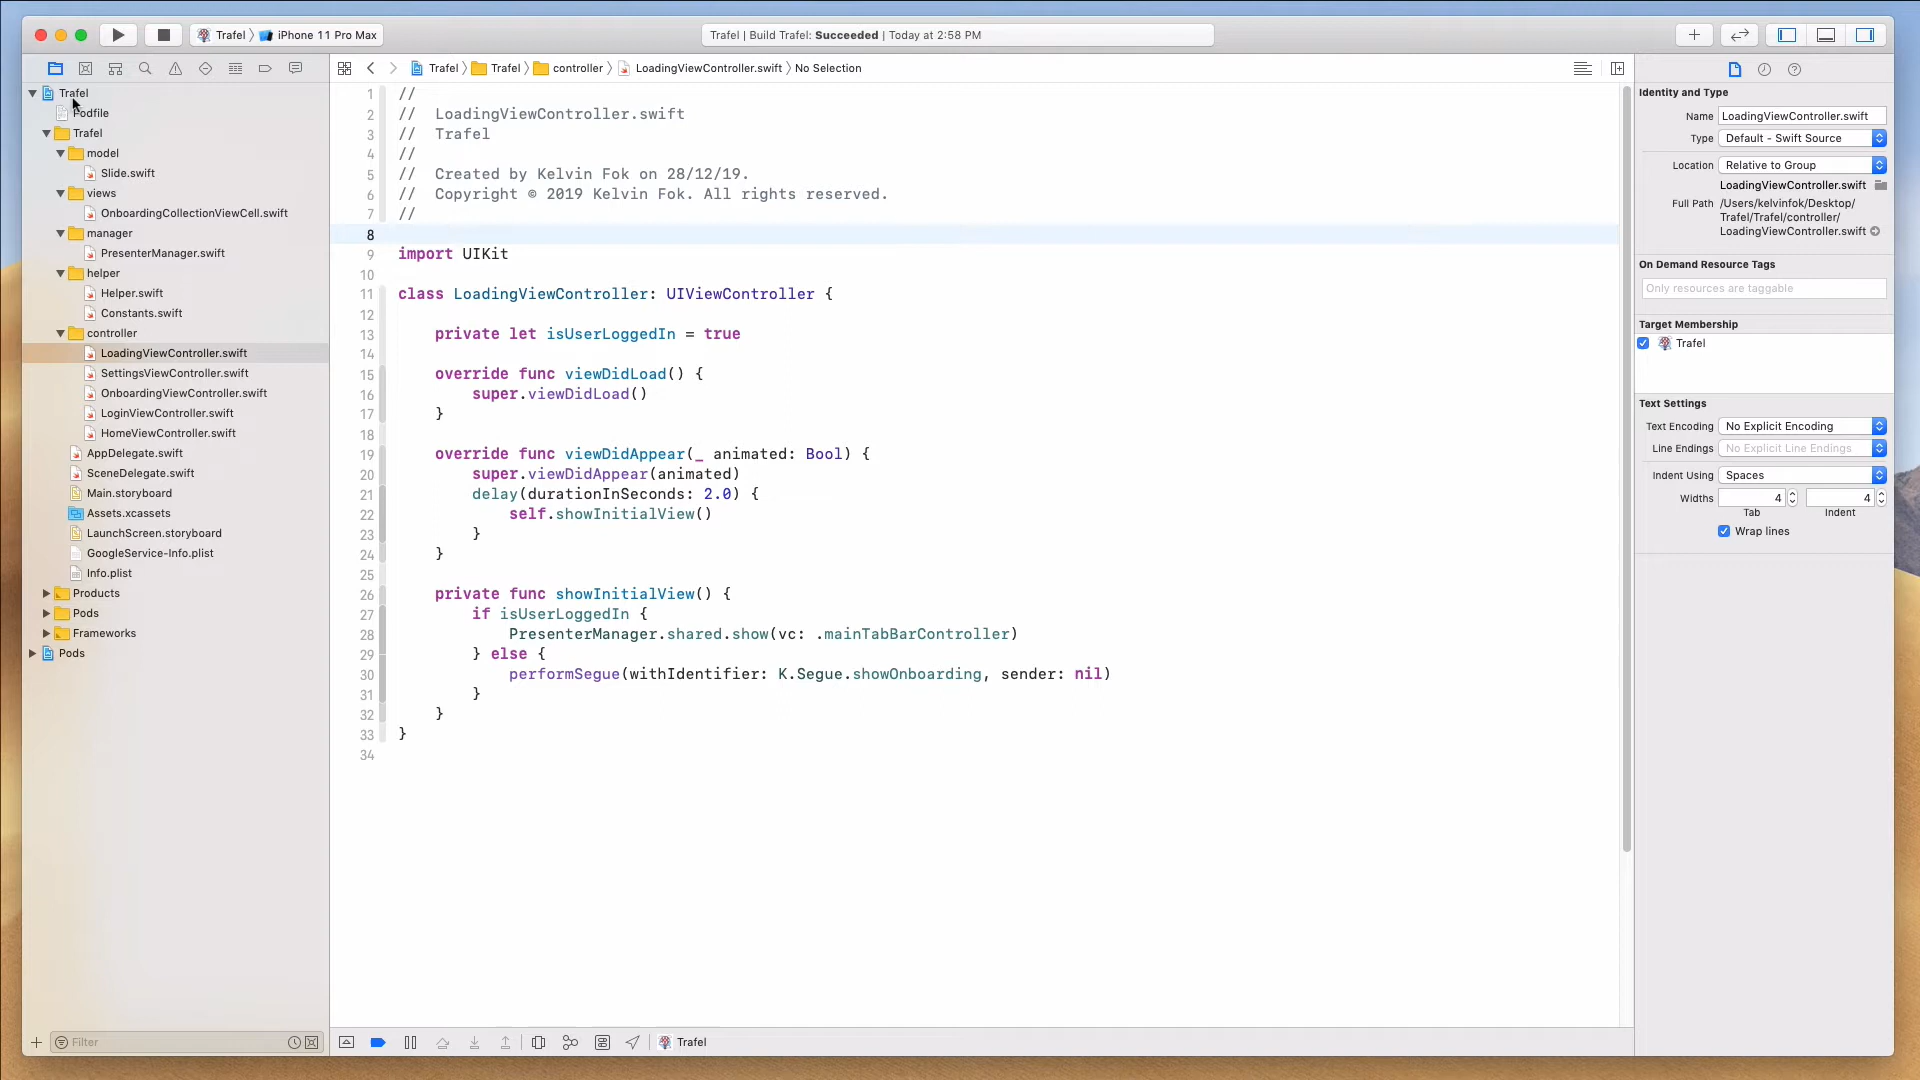 Trafel 〉 iPhone 11 Pro Max
Trafel | Build Trafel: Succeeded | Today at 2:58 PM
Trafel 〉 Trafel 〉 controller 〉 LoadingViewController.swift 〉 No Selection
Trafel
Podfile
Trafel
model
Slide.swift
views
OnboardingCollectionViewCell.swift
manager
PresenterManager.swift
helper
Helper.swift
Constants.swift
controller
LoadingViewController.swift
SettingsViewController.swift
OnboardingViewController.swift
LoginViewController.swift
HomeViewController.swift
AppDelegate.swift
SceneDelegate.swift
Main.storyboard
Assets.xcassets
LaunchScreen.storyboard
GoogleService-Info.plist
Info.plist
Products
Pods
Frameworks
Pods
Filter
1 //
2 //  LoadingViewController.swift
3 //  Trafel
4 //
5 //  Created by Kelvin Fok on 28/12/19.
6 //  Copyright © 2019 Kelvin Fok. All rights reserved.
7 //
8
9 import UIKit
10
11 class LoadingViewController: UIViewController {
12
13     private let isUserLoggedIn = true
14
15     override func viewDidLoad() {
16         super.viewDidLoad()
17     }
18
19     override func viewDidAppear(_ animated: Bool) {
20         super.viewDidAppear(animated)
21         delay(durationInSeconds: 2.0) {
22             self.showInitialView()
23         }
24     }
25
26     private func showInitialView() {
27         if isUserLoggedIn {
28             PresenterManager.shared.show(vc: .mainTabBarController)
29         } else {
30             performSegue(withIdentifier: K.Segue.showOnboarding, sender: nil)
31         }
32     }
33 }
34
Trafel
Identity and Type
Name LoadingViewController.swift
Type Default - Swift Source
Location Relative to Group
LoadingViewController.swift
Full Path /Users/kelvinfok/Desktop/
Trafel/Trafel/controller/
LoadingViewController.swift
On Demand Resource Tags
Only resources are taggable
Target Membership
Trafel
Text Settings
Text Encoding No Explicit Encoding
Line Endings No Explicit Line Endings
Indent Using Spaces
Widths 4 4
Tab Indent
Wrap lines